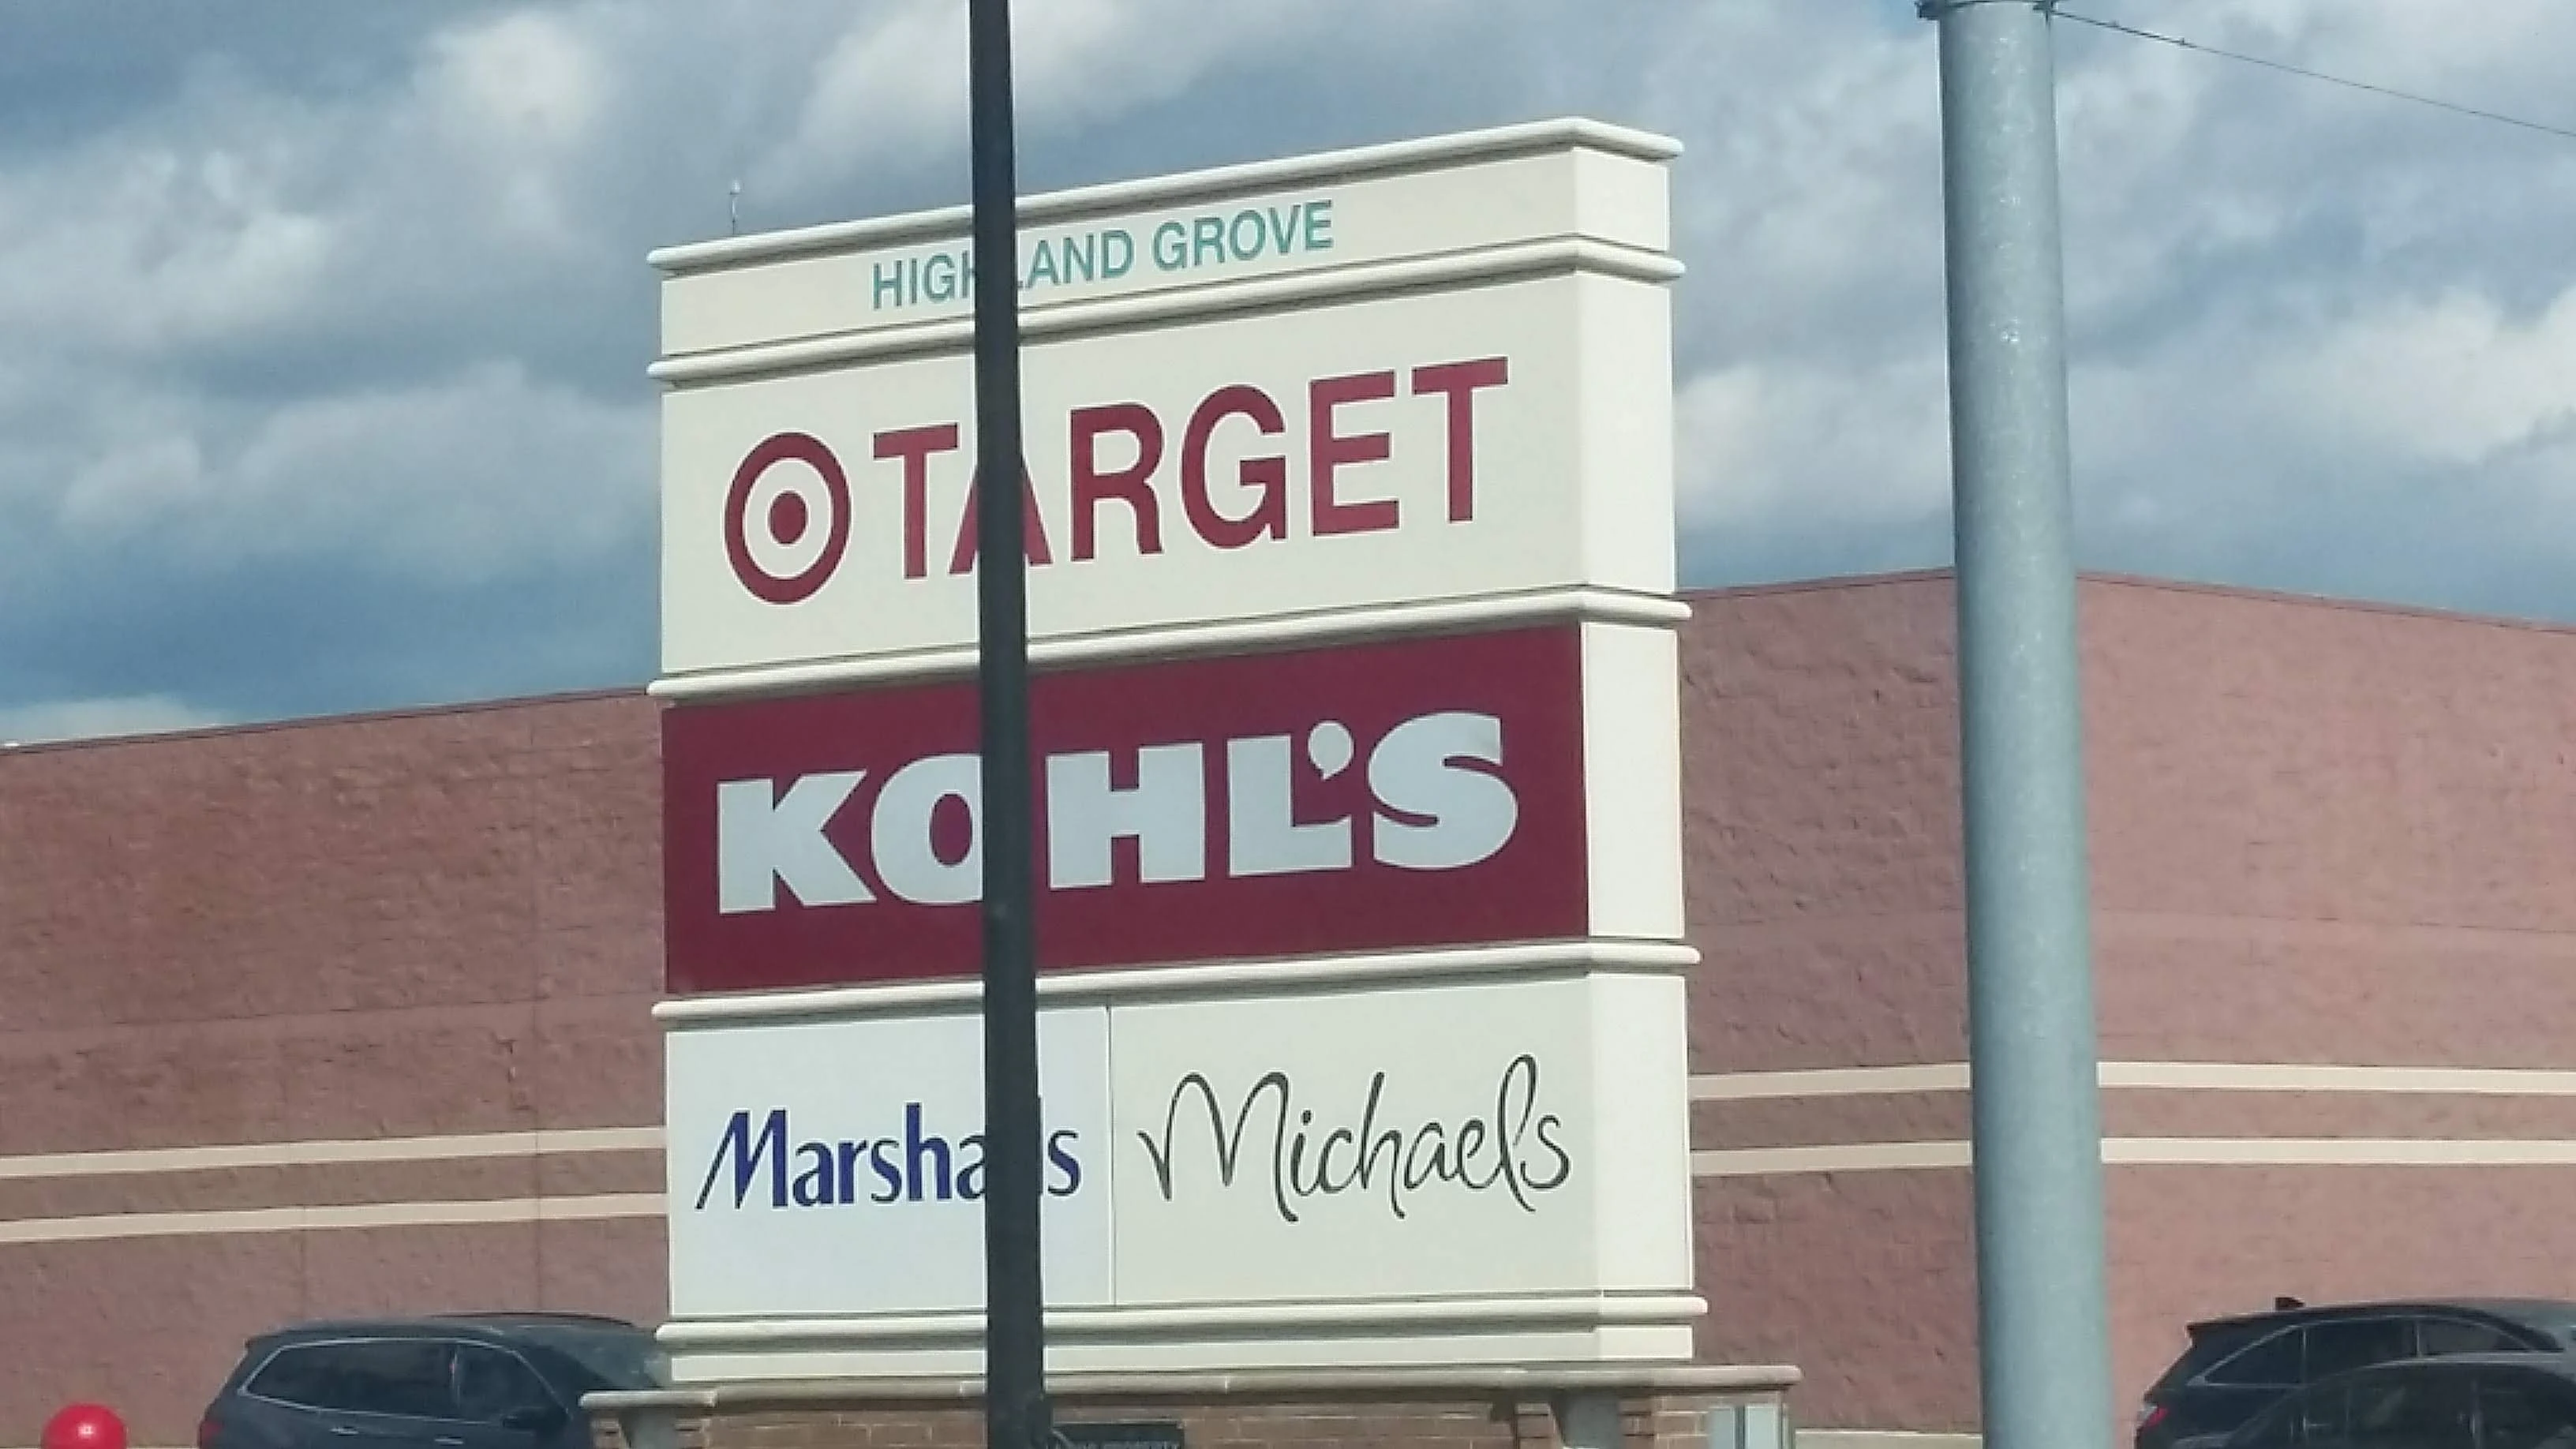 HIGHLAND GROVE
TARGET
KOHL'S
Marshalls
Michaels